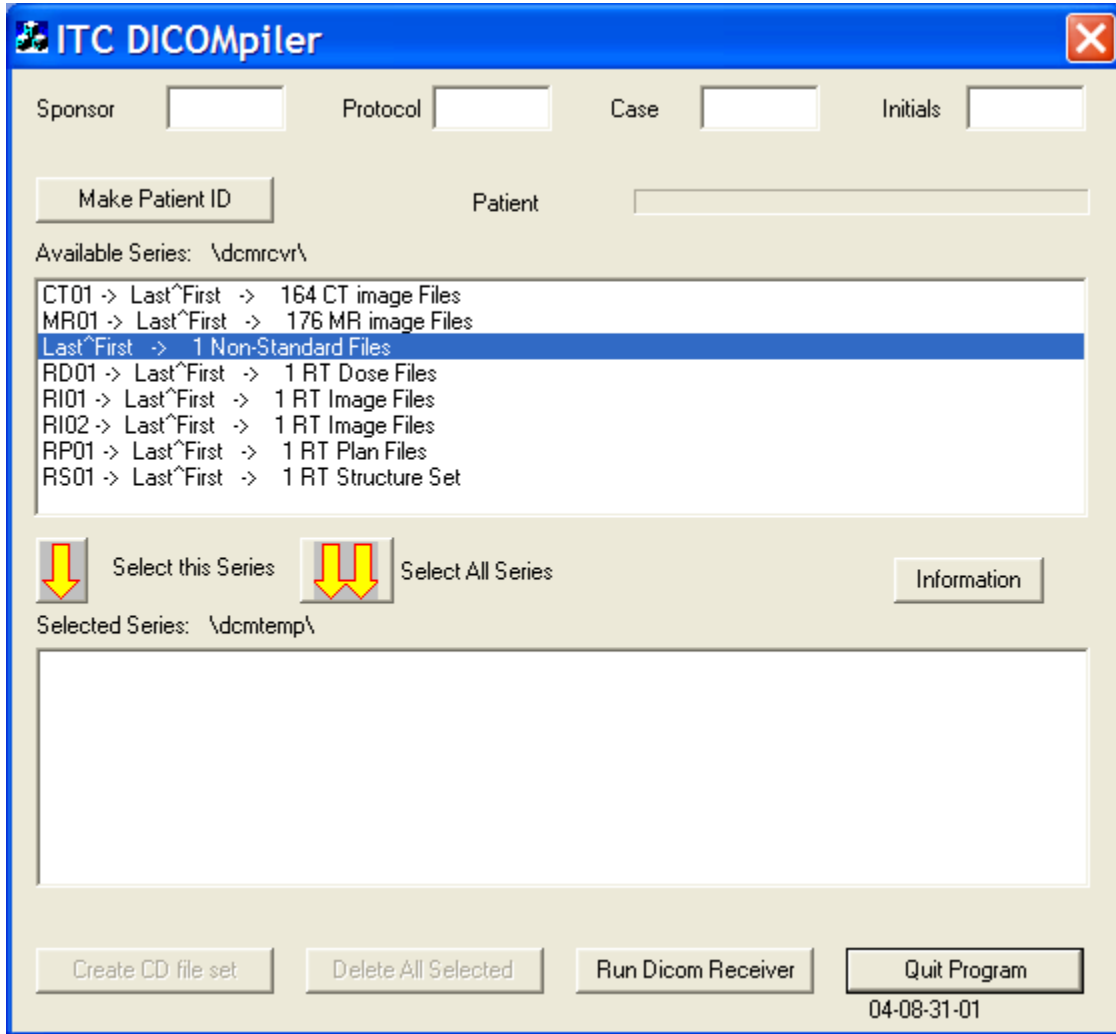 ITC DICOMpiler
Sponsor Protocol Case Initials
Make Patient ID Patient
Available Series: \dcmrcvr\
CT01 -> Last^First -> 164 CT image Files
MR01 -> Last^First -> 176 MR image Files
Last^First -> 1 Non-Standard Files
RD01 -> Last^First -> 1 RT Dose Files
RI01 -> Last^First -> 1 RT Image Files
RI02 -> Last^First -> 1 RT Image Files
RP01 -> Last^First -> 1 RT Plan Files
RS01 -> Last^First -> 1 RT Structure Set
Select this Series Select All Series Information
Selected Series: \dcmtemp\
Create CD file set Delete All Selected Run Dicom Receiver Quit Program
04-08-31-01